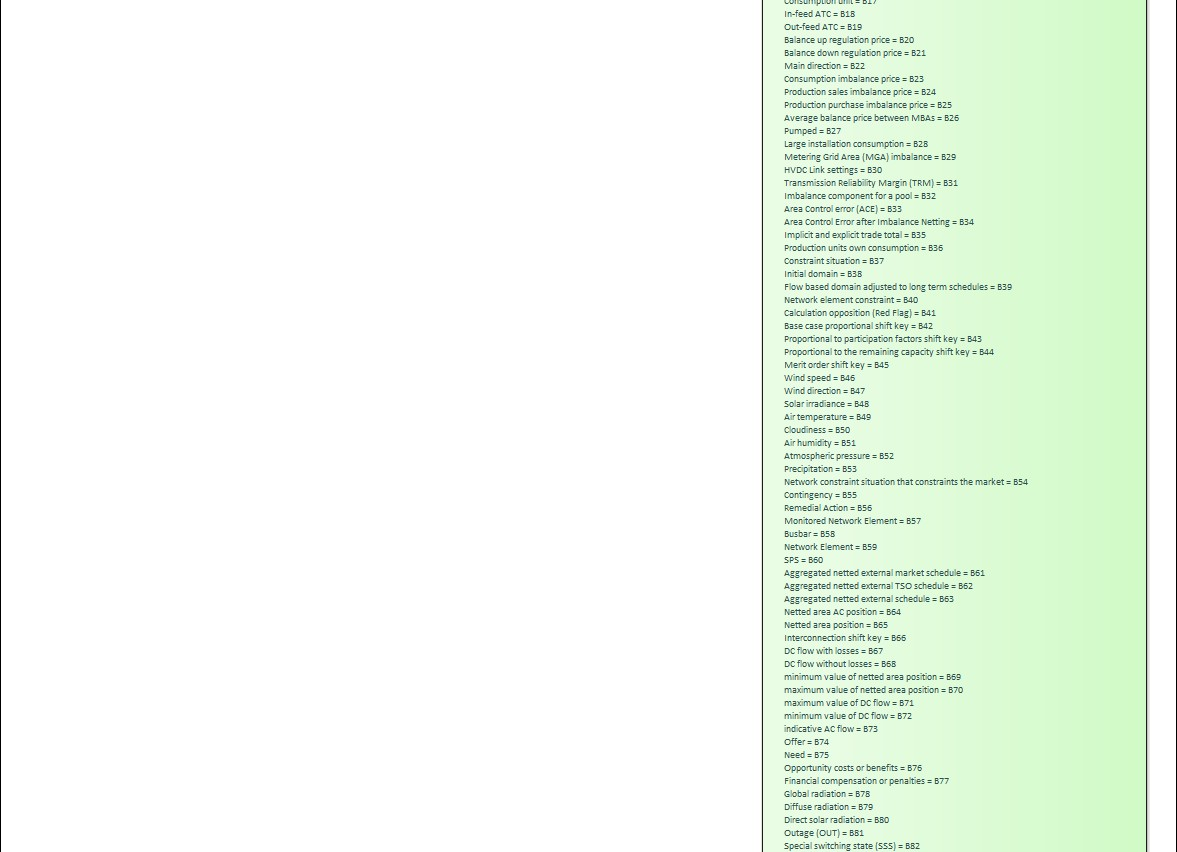 Consumption unit = B17
In-feed ATC = B18
Out-feed ATC = B19
Balance up regulation price = B20
Balance down regulation price = B21
Main direction = B22
Consumption imbalance price = B23
Production sales imbalance price = B24
Production purchase imbalance price = B25
Average balance price between MBAs = B26
Pumped = B27
Large installation consumption = B28
Metering Grid Area (MGA) imbalance = B29
HVDC Link settings = B30
Transmission Reliability Margin (TRM) = B31
Imbalance component for a pool = B32
Area Control error (ACE) = B33
Area Control Error after Imbalance Netting = B34
Implicit and explicit trade total = B35
Production units own consumption = B36
Constraint situation = B37
Initial domain = B38
Flow based domain adjusted to long term schedules = B39
Network element constraint = B40
Calculation opposition (Red Flag) = B41
Base case proportional shift key = B42
Proportional to participation factors shift key = B43
Proportional to the remaining capacity shift key = B44
Merit order shift key = B45
Wind speed = B46
Wind direction = B47
Solar irradiance = B48
Air temperature = B49
Cloudiness = B50
Air humidity = B51
Atmospheric pressure = B52
Precipitation = B53
Network constraint situation that constraints the market = B54
Contingency = B55
Remedial Action = B56
Monitored Network Element = B57
Busbar = B58
Network Element = B59
SPS = B60
Aggregated netted external market schedule = B61
Aggregated netted external TSO schedule = B62
Aggregated netted external schedule = B63
Netted area AC position = B64
Netted area position = B65
Interconnection shift key = B66
DC flow with losses = B67
DC flow without losses = B68
minimum value of netted area position = B69
maximum value of netted area position = B70
maximum value of DC flow = B71
minimum value of DC flow = B72
indicative AC flow = B73
Offer = B74
Need = B75
Opportunity costs or benefits = B76
Financial compensation or penalties = B77
Global radiation = B78
Diffuse radiation = B79
Direct solar radiation = B80
Outage (OUT) = B81
Special switching state (SSS) = B82